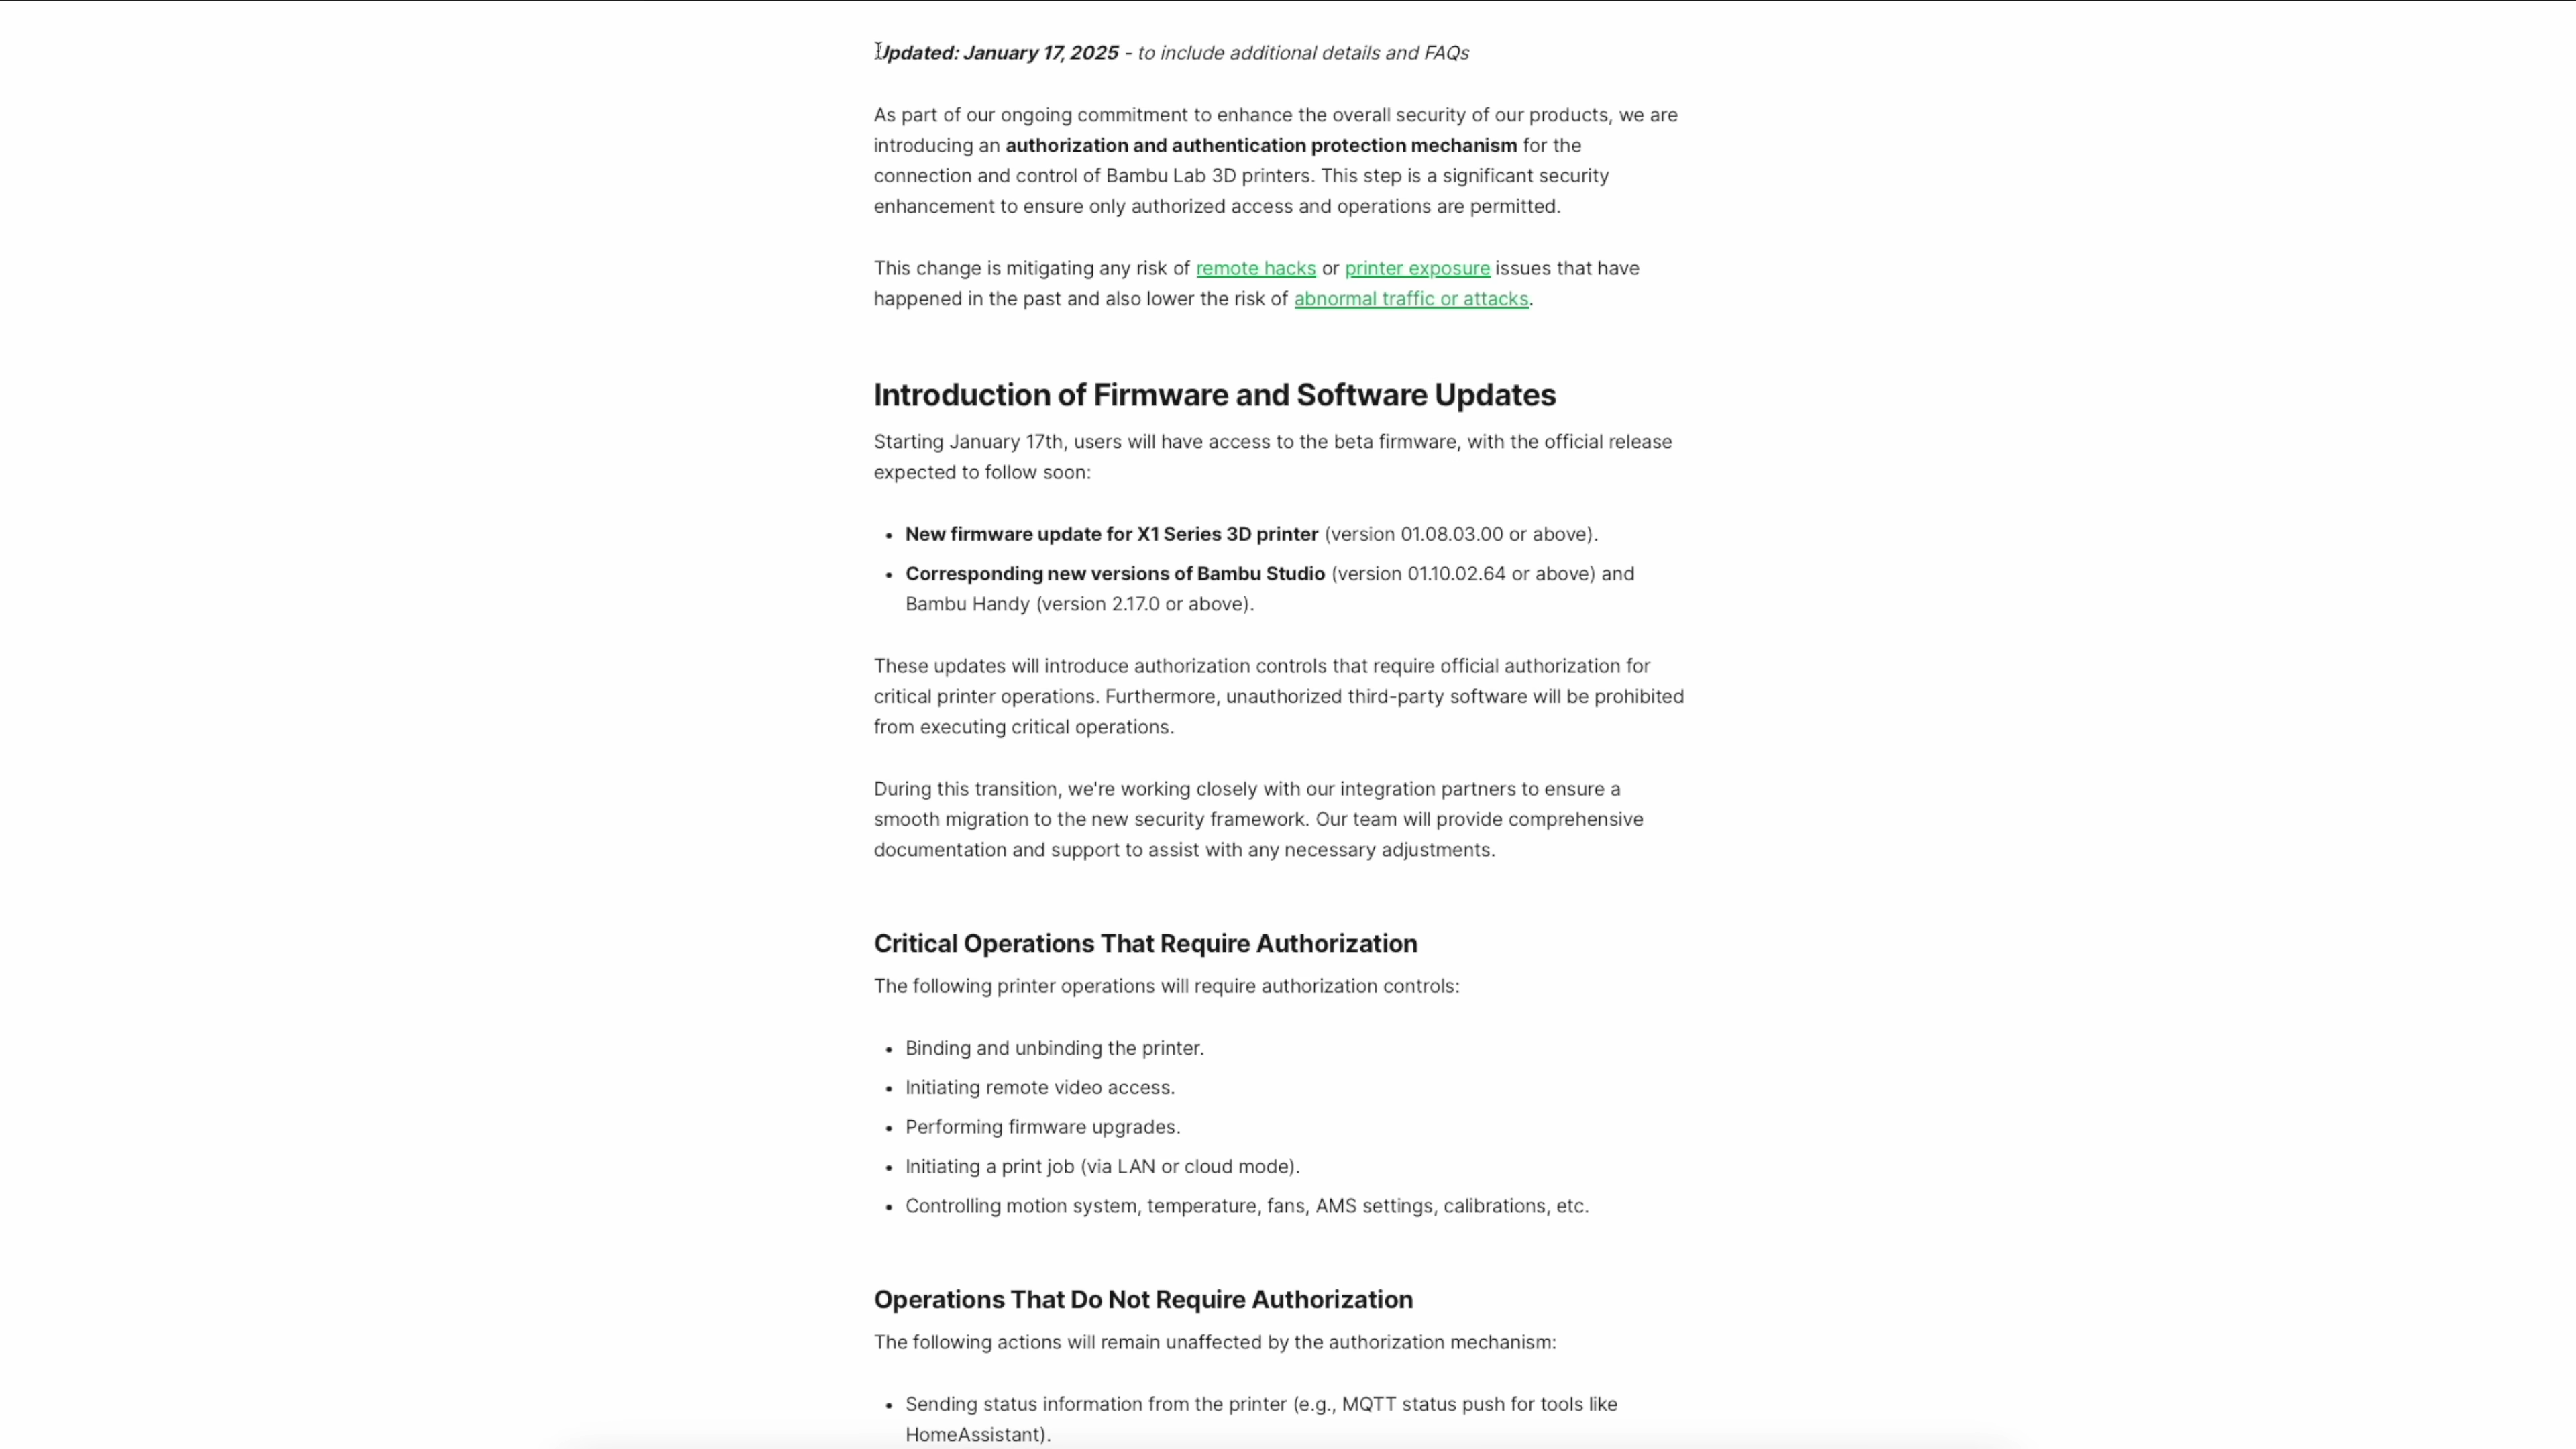 Updated: January 17, 2025 - to include additional details and FAQs
As part of our ongoing commitment to enhance the overall security of our products, we are
introducing an authorization and authentication protection mechanism for the
connection and control of Bambu Lab 3D printers. This step is a significant security
enhancement to ensure only authorized access and operations are permitted.
This change is mitigating any risk of remote hacks or printer exposure issues that have
happened in the past and also lower the risk of abnormal traffic or attacks.
Introduction of Firmware and Software Updates
Starting January 17th, users will have access to the beta firmware, with the official release
expected to follow soon:
• New firmware update for X1 Series 3D printer (version 01.08.03.00 or above).
• Corresponding new versions of Bambu Studio (version 01.10.02.64 or above) and
Bambu Handy (version 2.17.0 or above).
These updates will introduce authorization controls that require official authorization for
critical printer operations. Furthermore, unauthorized third-party software will be prohibited
from executing critical operations.
During this transition, we're working closely with our integration partners to ensure a
smooth migration to the new security framework. Our team will provide comprehensive
documentation and support to assist with any necessary adjustments.
Critical Operations That Require Authorization
The following printer operations will require authorization controls:
• Binding and unbinding the printer.
• Initiating remote video access.
• Performing firmware upgrades.
• Initiating a print job (via LAN or cloud mode).
• Controlling motion system, temperature, fans, AMS settings, calibrations, etc.
Operations That Do Not Require Authorization
The following actions will remain unaffected by the authorization mechanism:
• Sending status information from the printer (e.g., MQTT status push for tools like
HomeAssistant).